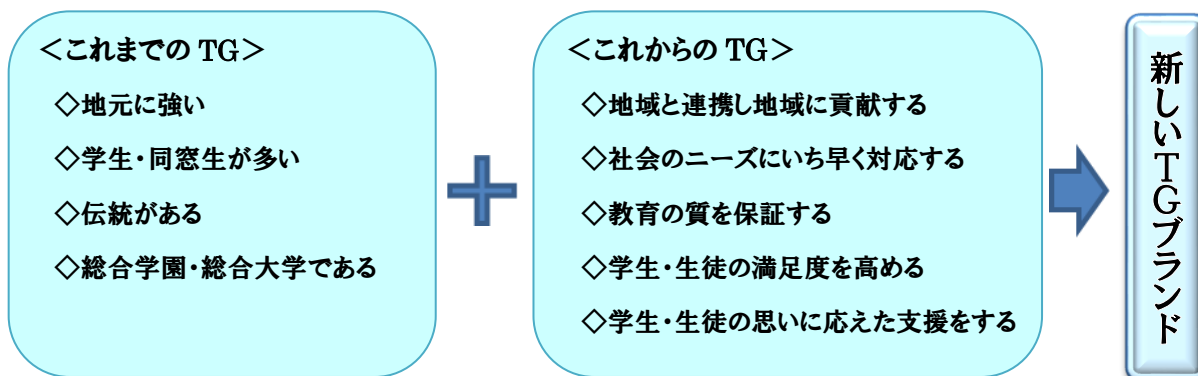 ＜これまでの TG＞
◇地元に強い
◇学生・同窓生が多い
◇伝統がある
◇総合学園・総合大学である
＜これからの TG＞
◇地域と連携し地域に貢献する
◇社会のニーズにいち早く対応する
◇教育の質を保証する
◇学生・生徒の満足度を高める
◇学生・生徒の思いに応えた支援をする
新しいＴＧブランド